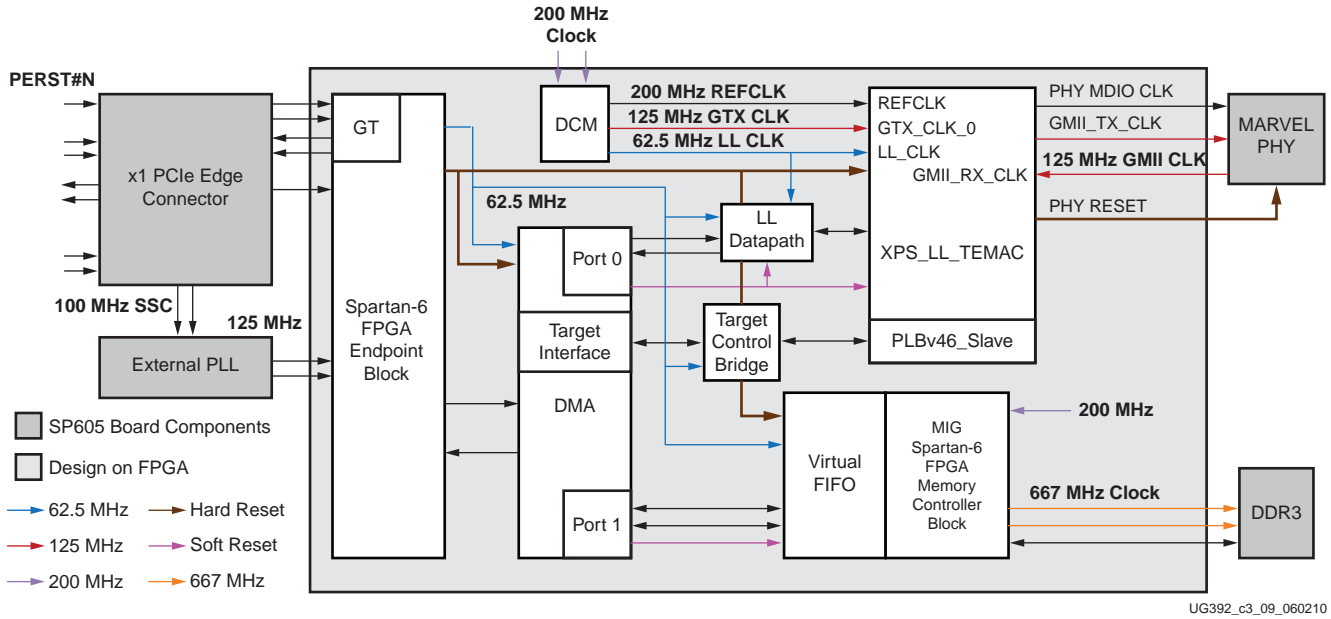 200 MHz
Clock
PERST#N
200 MHz REFCLK
REFCLK
PHY MDIO CLK
GT
DCM
125 MHz GTX CLK
GTX_CLK_0
GMII_TX_CLK
MARVEL
PHY
62.5 MHz LL CLK
LL_CLK
125 MHz GMII CLK
GMII_RX_CLK
x1 PCIe Edge
Connector
62.5 MHz
LL
Datapath
PHY RESET
Port 0
XPS_LL_TEMAC
100 MHz SSC
125 MHz
Spartan-6
FPGA
Endpoint
Block
Target
Interface
Target
Control
Bridge
PLBv46_Slave
External PLL
DMA
200 MHz
SP605 Board Components
Design on FPGA
Virtual
FIFO
MIG
Spartan-6
FPGA
Memory
Controller
Block
667 MHz Clock
DDR3
Port 1
62.5 MHz
Hard Reset
125 MHz
Soft Reset
200 MHz
667 MHz
UG392_c3_09_060210